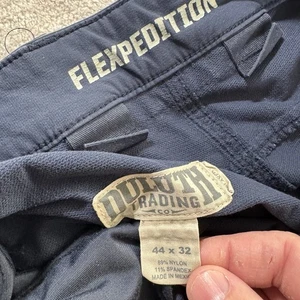 FLEXPEDITION
DULUTH
TRADING
CO
44 x 32
89% NYLON
11% SPANDEX
MADE IN MEXICO